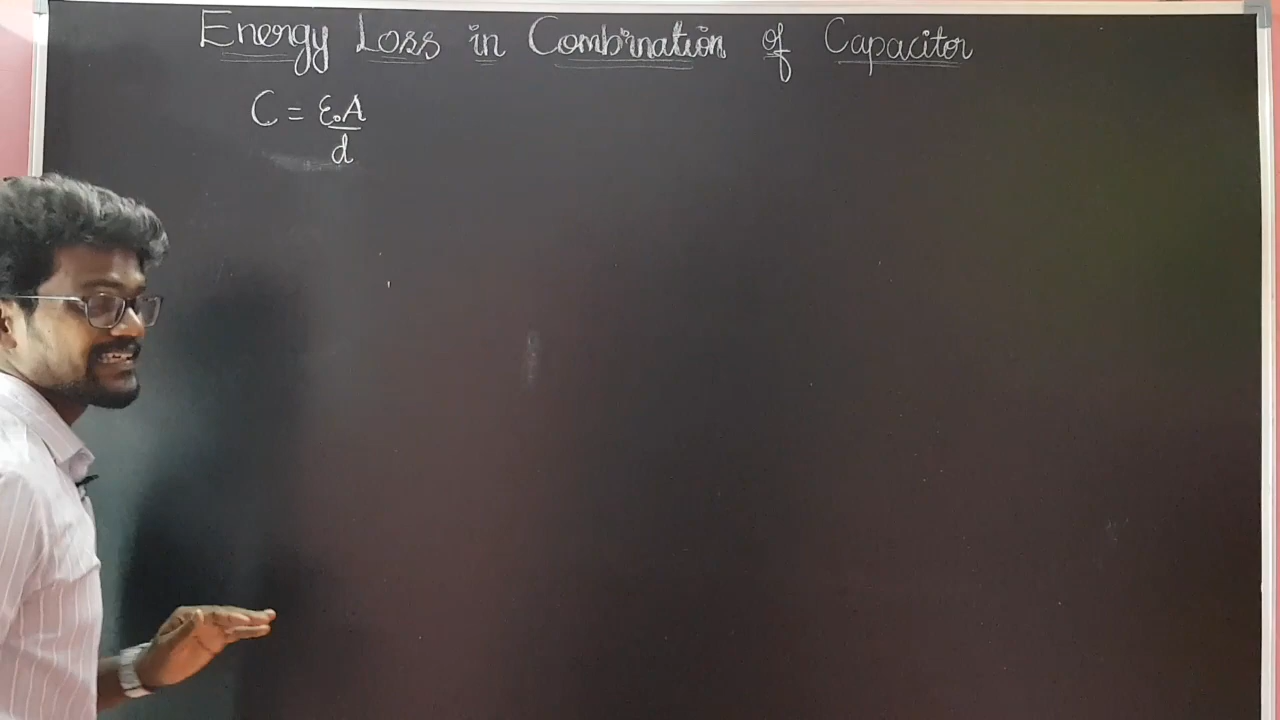 Energy Loss in Combination of Capacitor
C = ε₀A
d